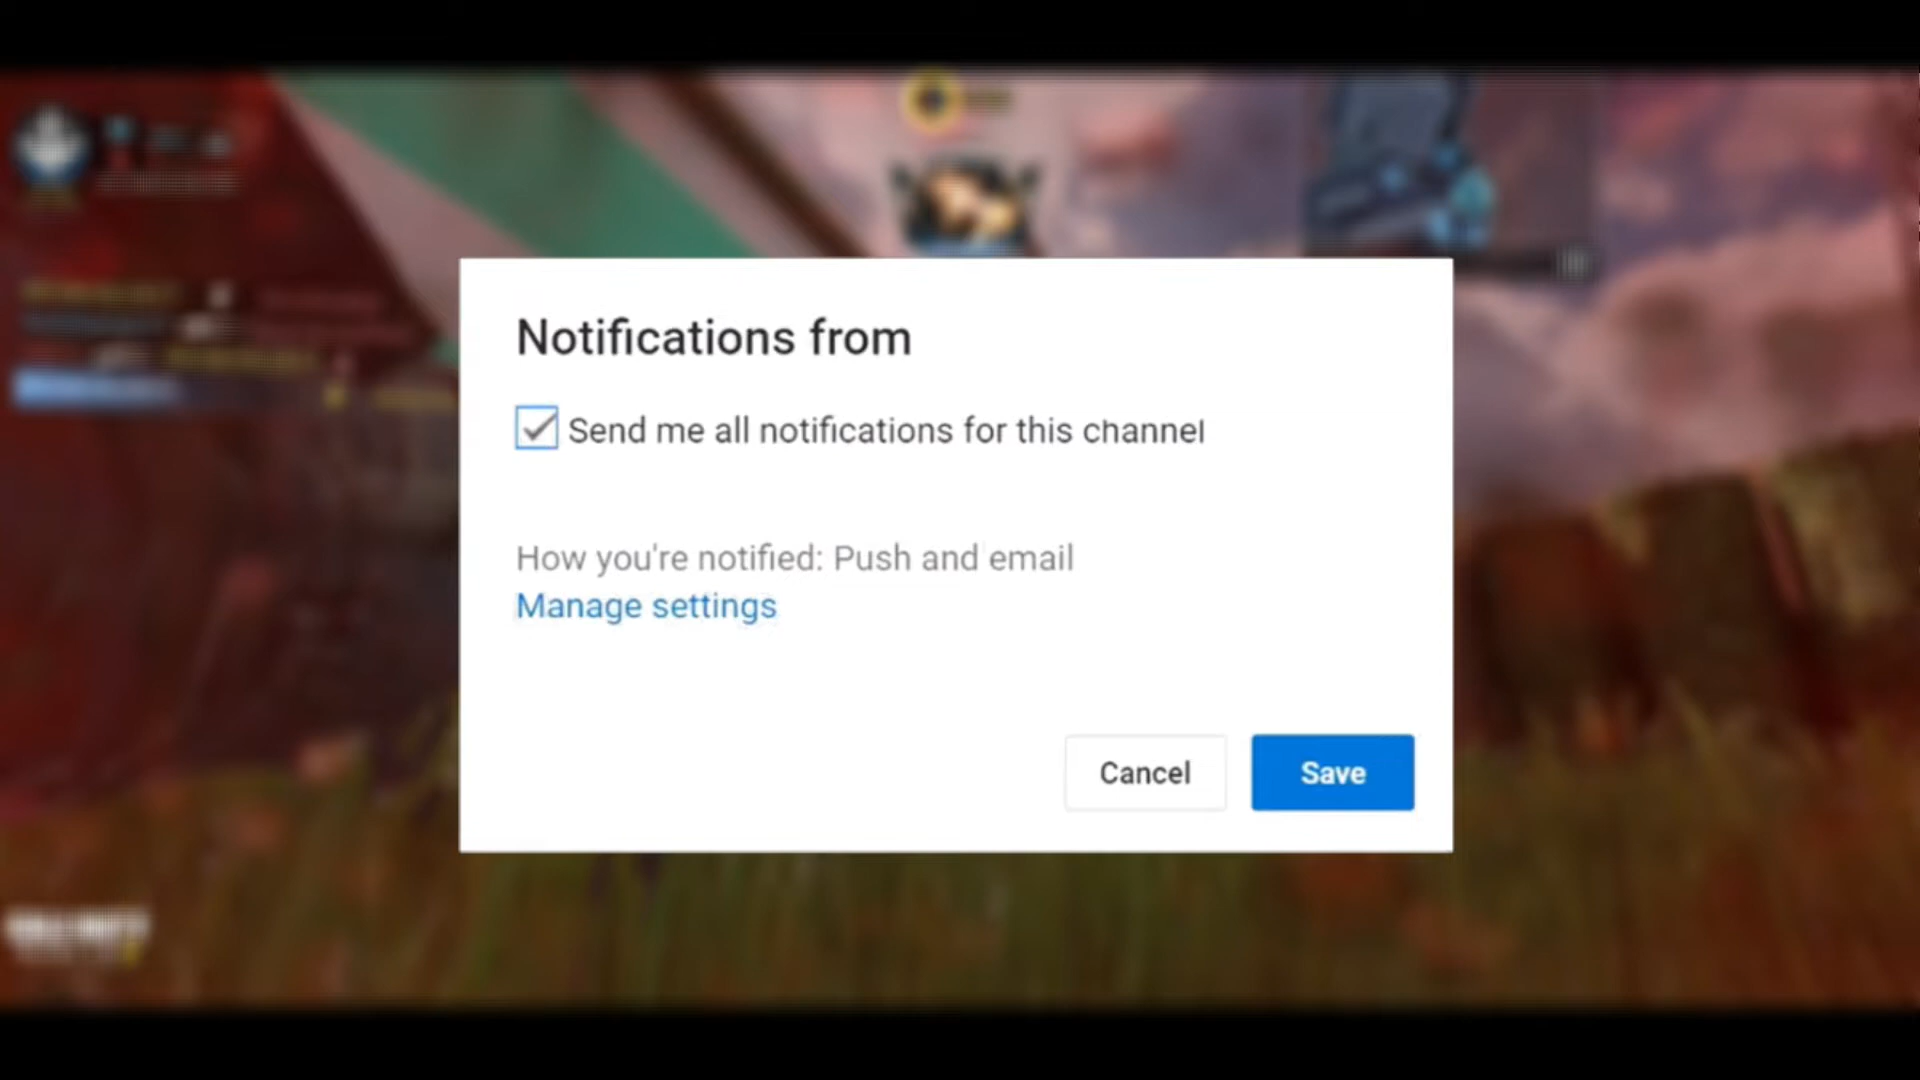 Notifications from
Send me all notifications for this channel
How you're notified: Push and email
Manage settings
Cancel
Save